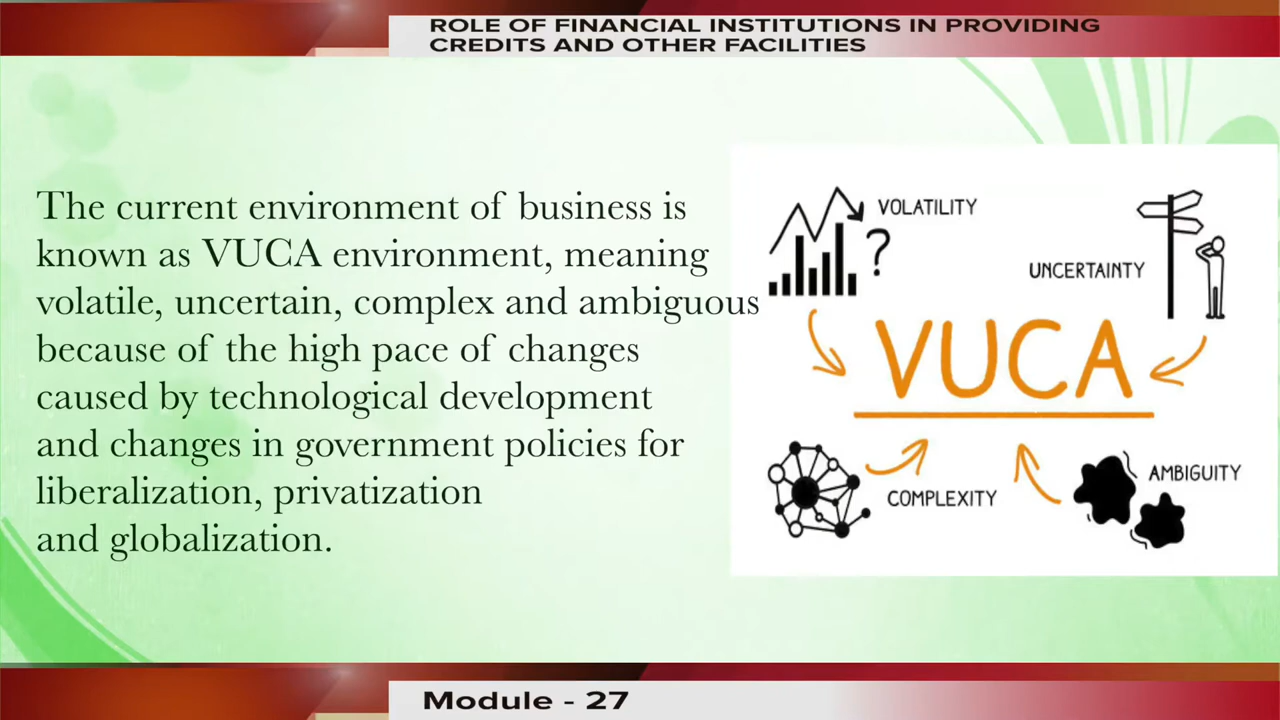 ROLE OF FINANCIAL INSTITUTIONS IN PROVIDING
CREDITS AND OTHER FACILITIES
The current environment of business is
known as VUCA environment, meaning
volatile, uncertain, complex and ambiguous
because of the high pace of changes
caused by technological development
and changes in government policies for
liberalization, privatization
and globalization.
VOLATILITY
?
UNCERTAINTY
VUCA
COMPLEXITY
AMBIGUITY
Module - 27